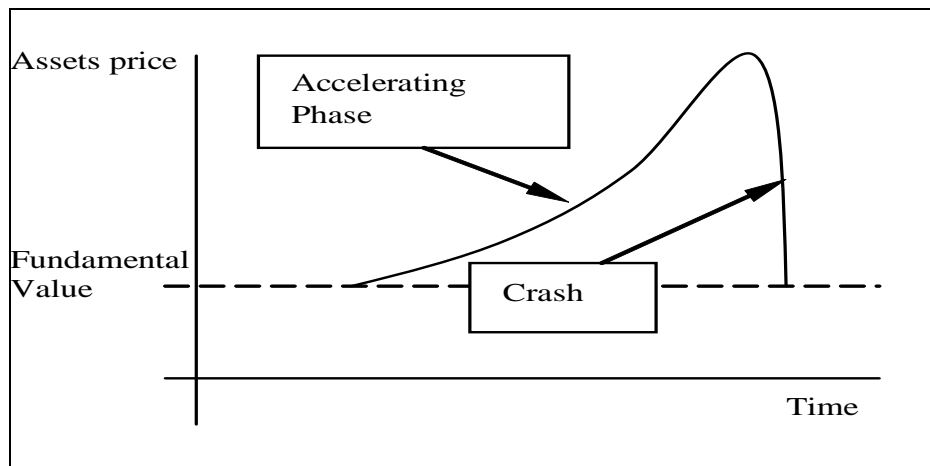 Assets price
Accelerating
Phase
Fundamental
Value
Crash
Time